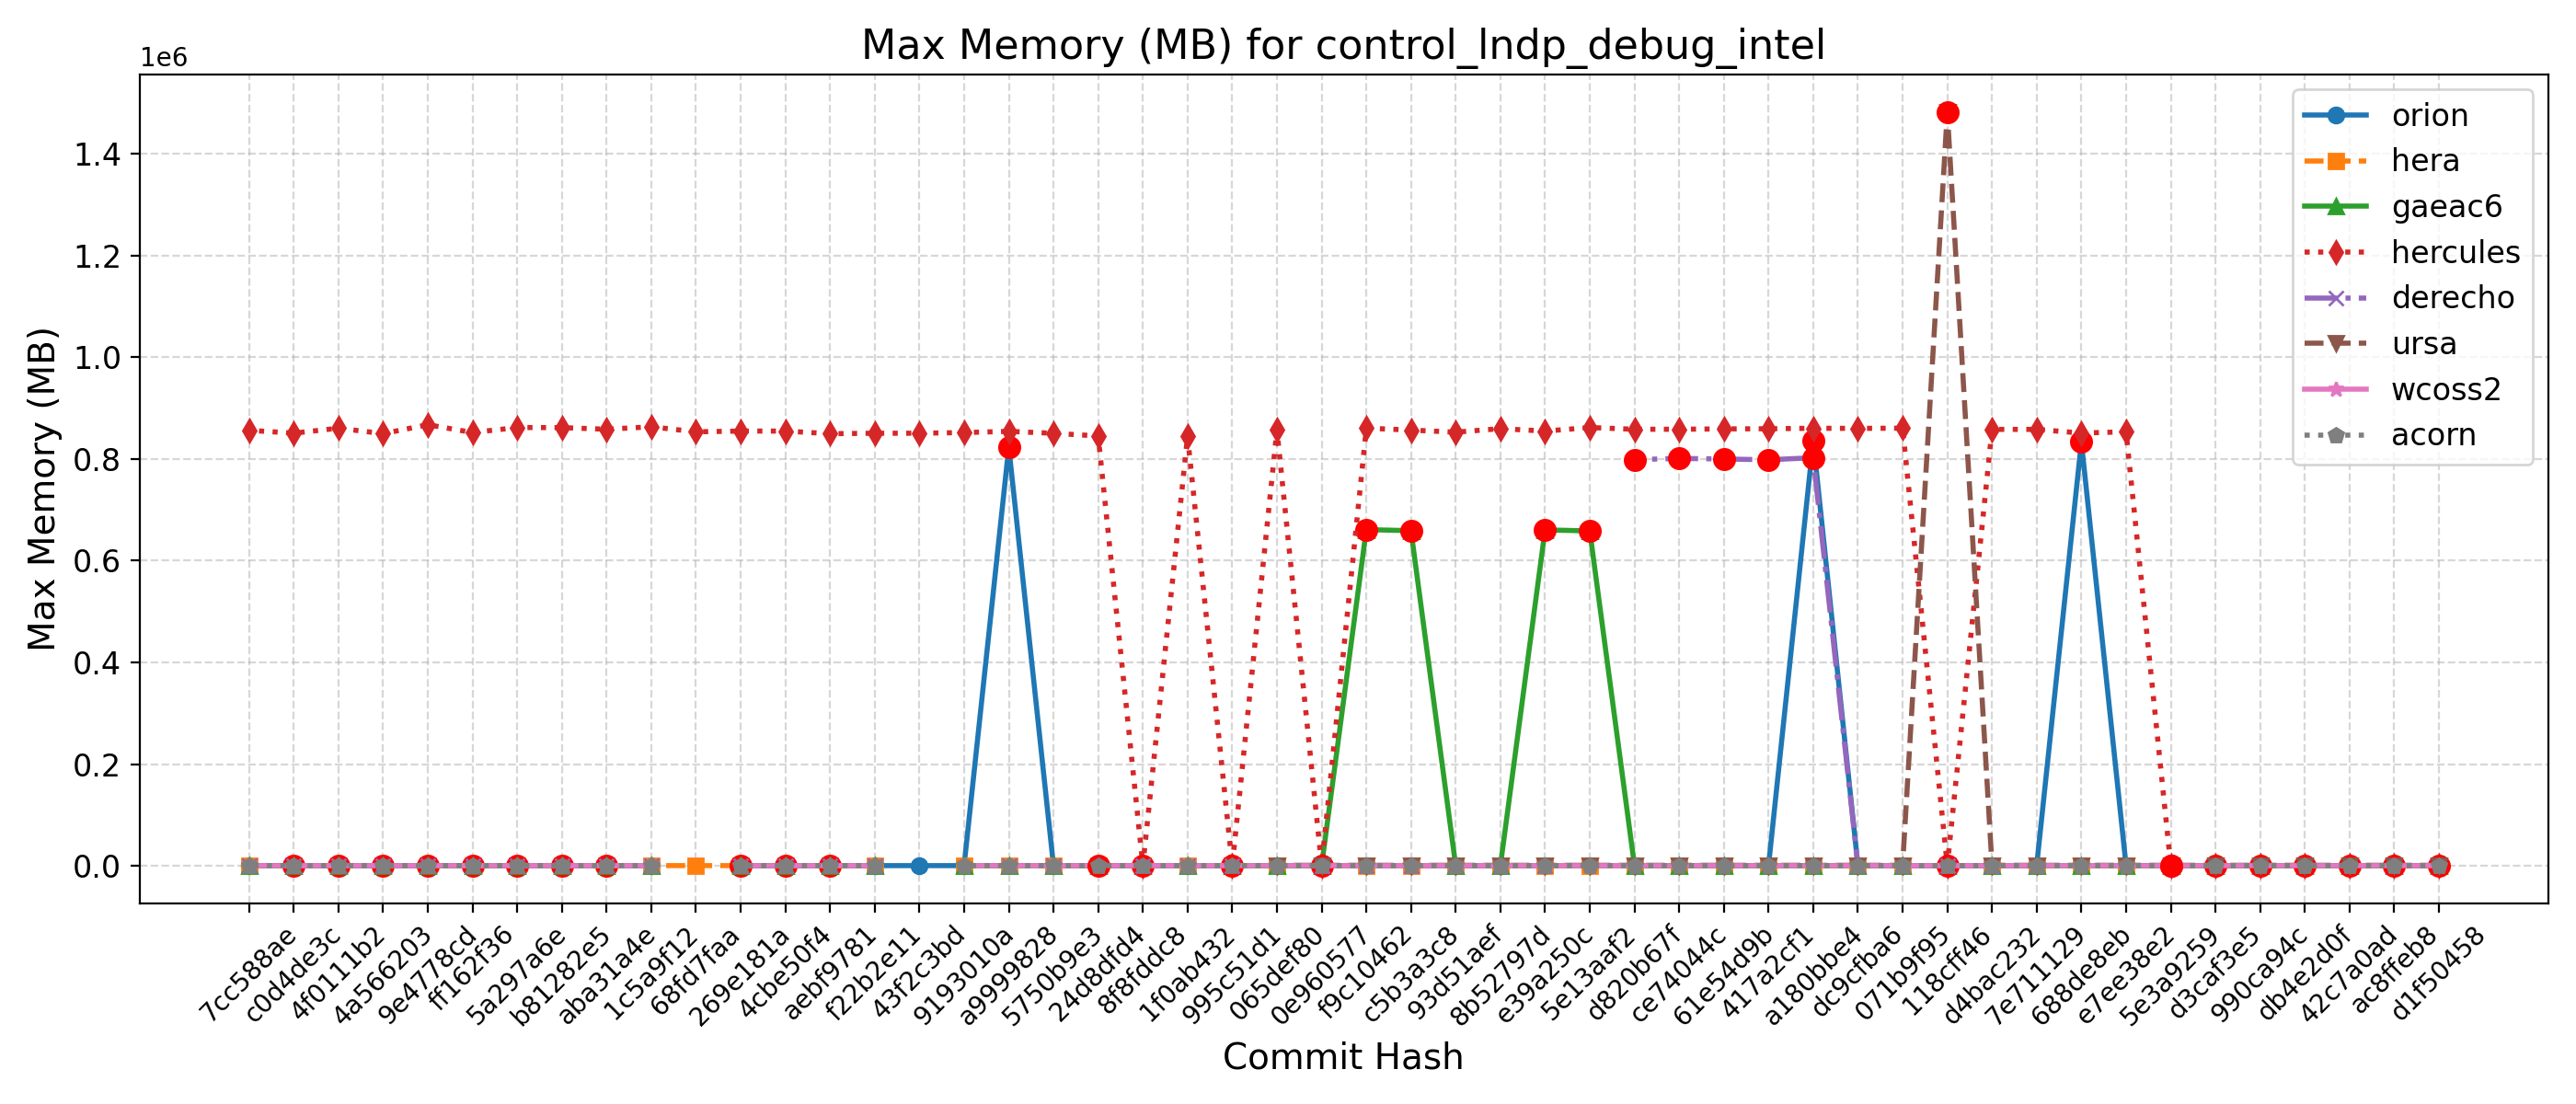 Max Memory (MB) for control_lndp_debug_intel
1e6
1.4
1.2
1.0
0.8
0.6
0.4
0.2
0.0
Max Memory (MB)
orion
hera
gaeac6
hercules
derecho
ursa
wcoss2
acorn
7cc588ae
c0d4de3c
4f0111b2
4a566203
9e4778cd
ff162f36
5a297a6e
b81282e5
aba31a4e
1c5a9f12
68fd7faa
269e181a
4cbe50f4
aebf9781
f22b2e11
43f2c3bd
9193010a
a9999828
5750b9e3
24d8dfd4
8f8fddc8
1f0ab432
995c51d1
065def80
0e960577
f9c10462
c5b3a3c8
93d51aef
8b52797d
e39a250c
5e13aaf2
d820b67f
ce74044c
61e54d9b
417a2cf1
a180bbe4
dc9cfba6
071b9f95
118cff46
d4bac232
7e711129
688de8eb
e7ee38e2
5e3a9259
d3caf3e5
990ca94c
db4e2d0f
42c7a0ad
ac8ffeb8
d1f50458
Commit Hash